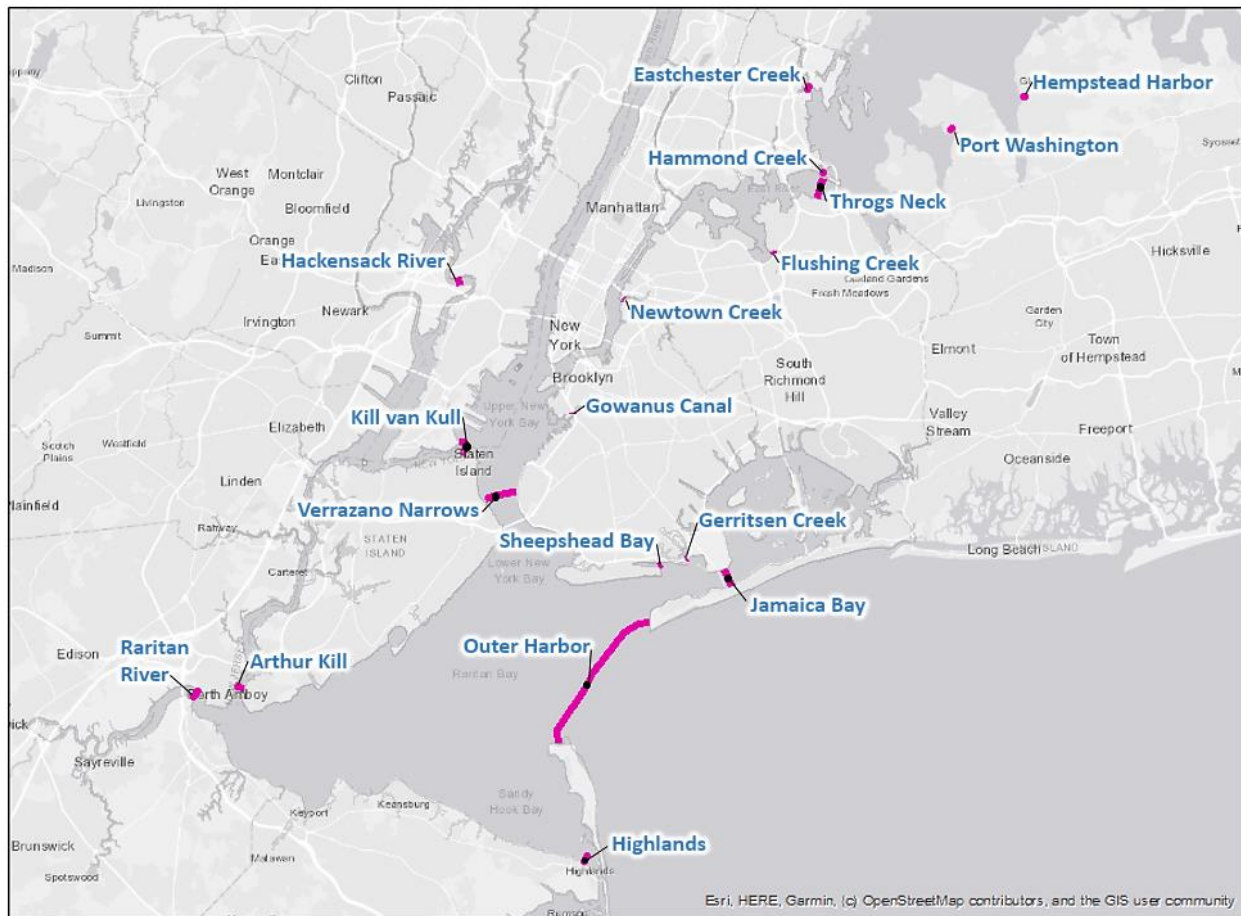 Clifton
Passaic
Eastchester Creek
Hempstead Harbor
Port Washington
Hammond Creek
West
Orange
Montclair
Livingston
Bloomfield
East River
Manhattan
Throgs Neck
Orange
Hackensack River
Madison
Flushing Creek
Hicksville
Oakland Gardens
Fresh Meadows
Newark
Irvington
Newtown Creek
New
York
Garden
City
Summit
Elmont
Town
of Hempstead
Brooklyn
South
Richmond
Hill
Kill van Kull
Upper New
York Bay
Gowanus Canal
Elizabeth
Valley
Stream
Freeport
Scotch
Plains
Westfield
Staten
Island
Oceanside
Linden
Verrazano Narrows
Plainfield
Gerritsen Creek
Rahway
STATEN
ISLAND
Sheepshead Bay
Long Beach
ISLAND
Lower New
York Bay
Carteret
Jamaica Bay
Raritan
River
Edison
Arthur Kill
Outer Harbor
Raritan Bay
Perth Amboy
Sayreville
Sandy
Hook Bay
Keansburg
Keyport
Brunswick
Matawan
Highlands
Highlands
Spotswood
Esri, HERE, Garmin, (c) OpenStreetMap contributors, and the GIS user community